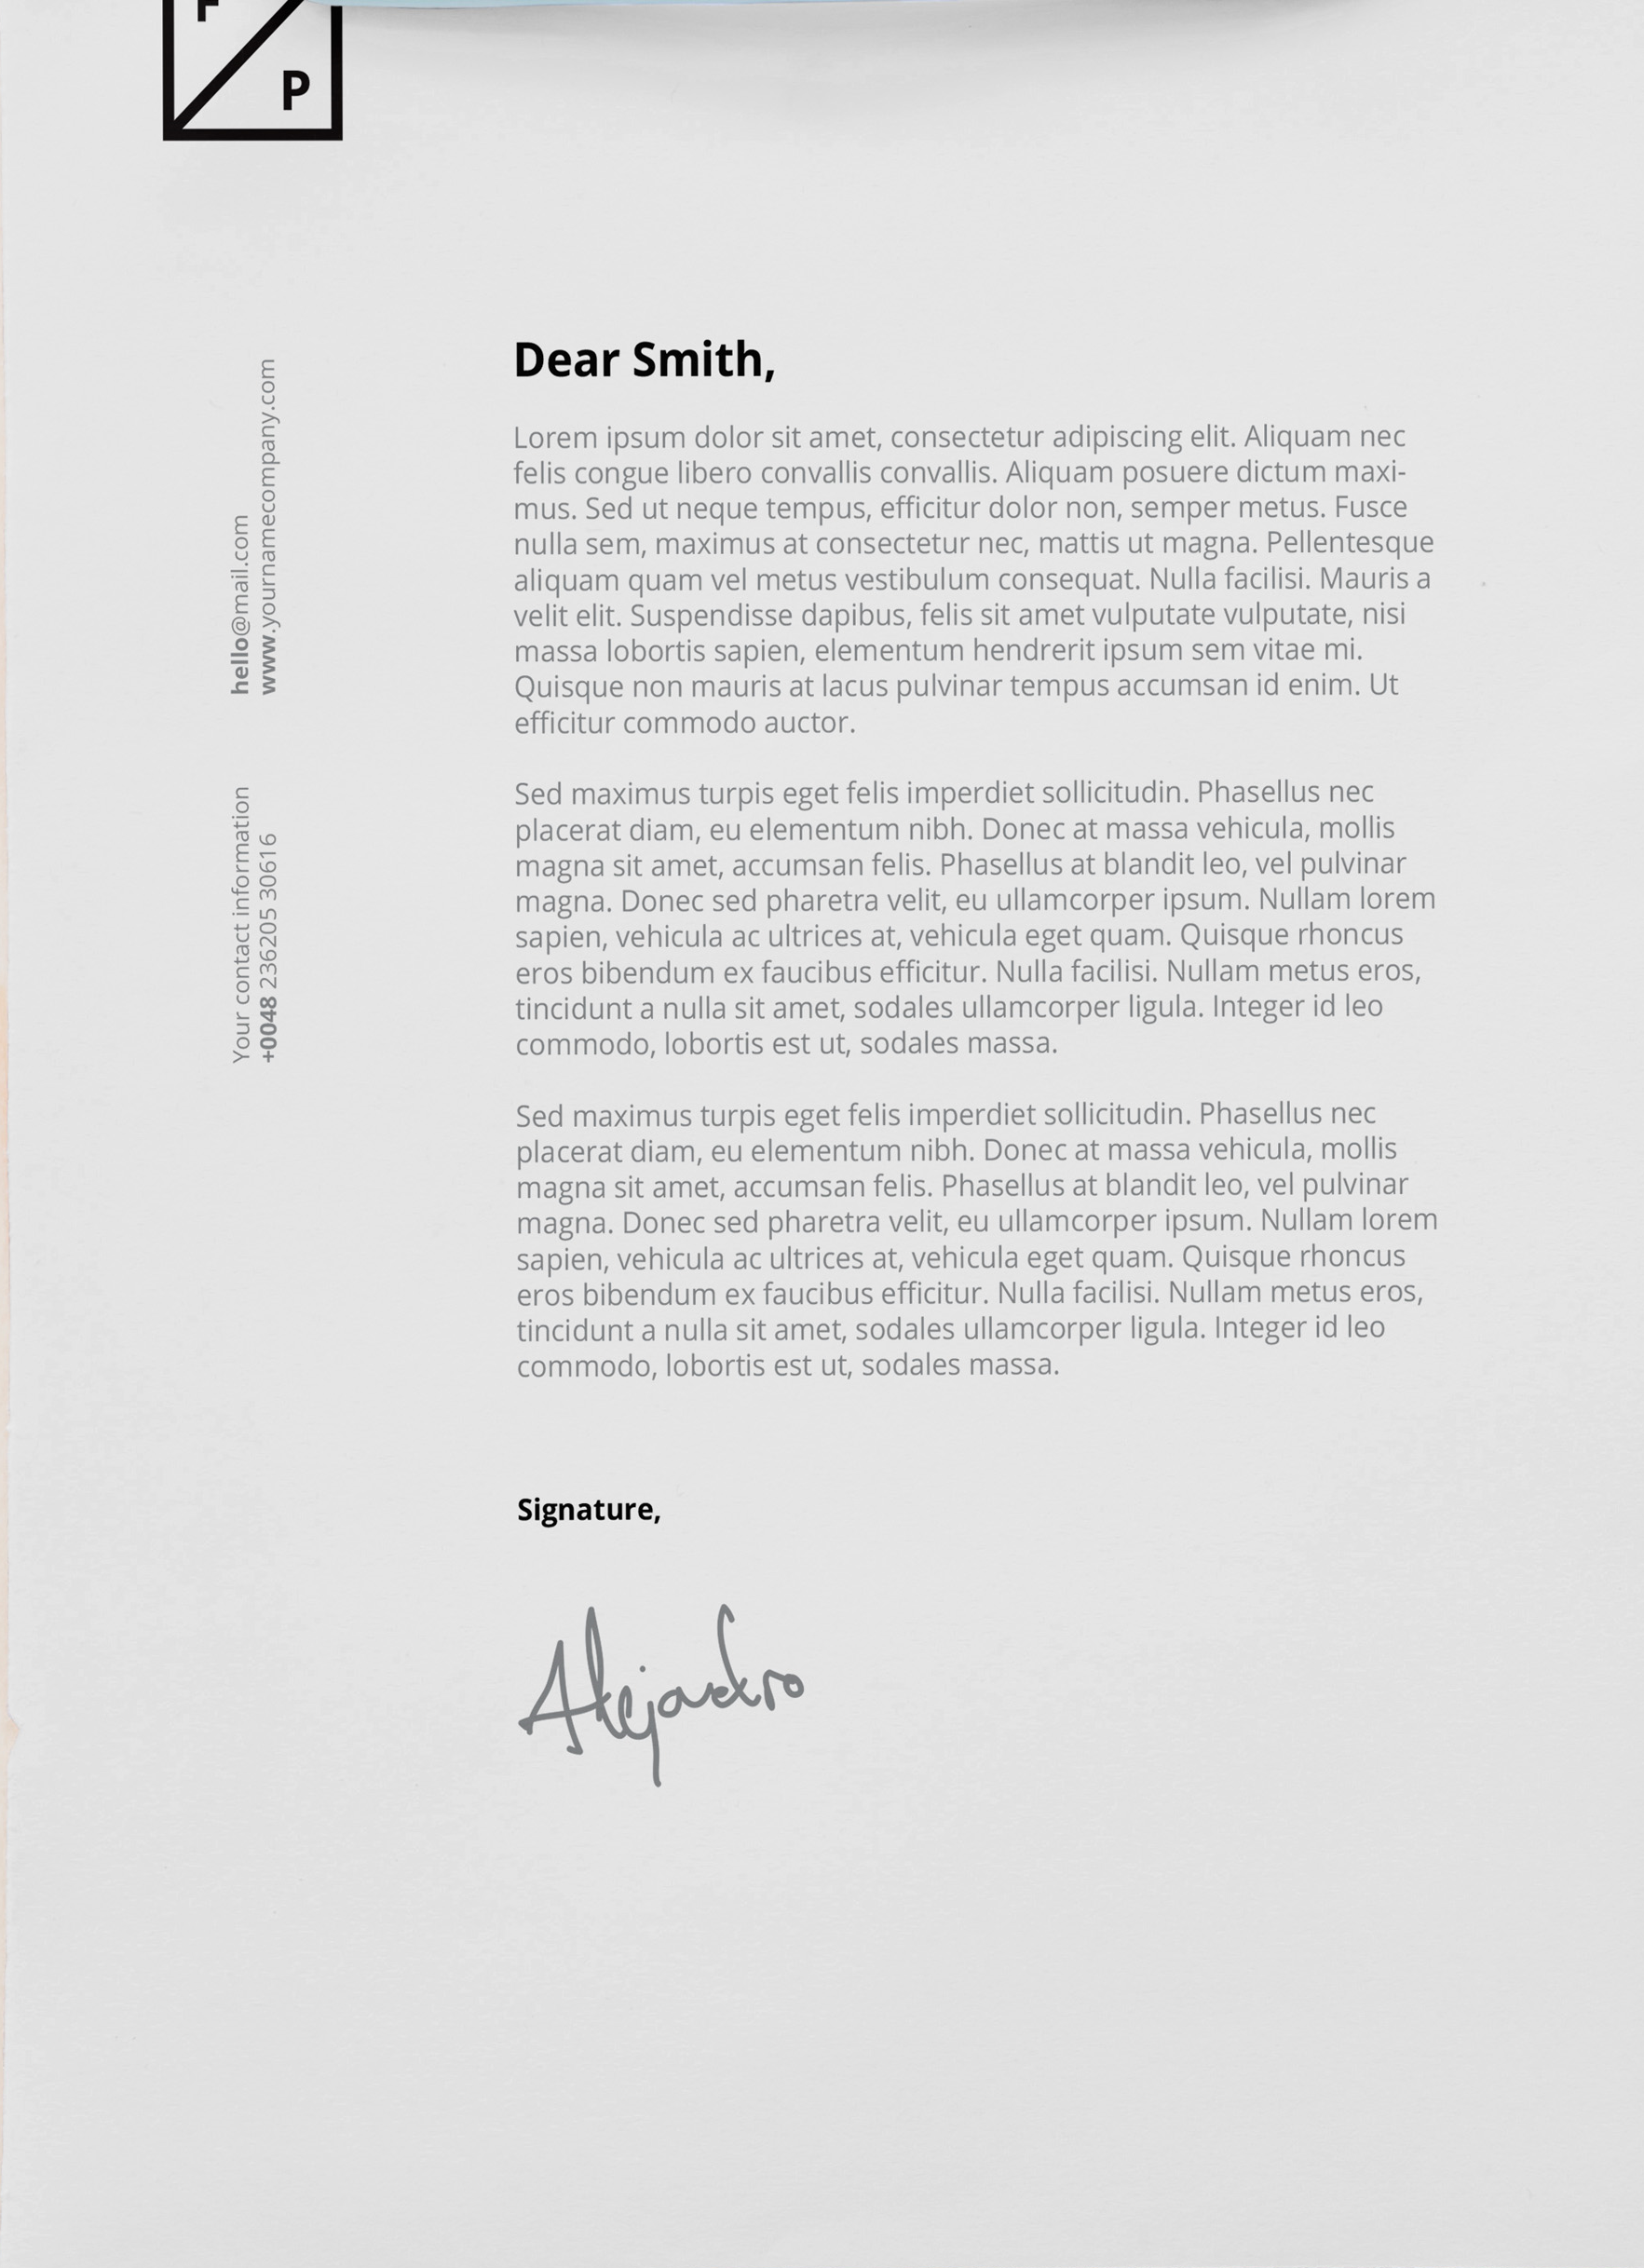 F
P
hello@mail.com
www.yournamecompany.com
Your contact information
+0048 236205 30616
Dear Smith,
Lorem ipsum dolor sit amet, consectetur adipiscing elit. Aliquam nec
felis congue libero convallis convallis. Aliquam posuere dictum maxi-
mus. Sed ut neque tempus, efficitur dolor non, semper metus. Fusce
nulla sem, maximus at consectetur nec, mattis ut magna. Pellentesque
aliquam quam vel metus vestibulum consequat. Nulla facilisi. Mauris a
velit elit. Suspendisse dapibus, felis sit amet vulputate vulputate, nisi
massa lobortis sapien, elementum hendrerit ipsum sem vitae mi.
Quisque non mauris at lacus pulvinar tempus accumsan id enim. Ut
efficitur commodo auctor.
Sed maximus turpis eget felis imperdiet sollicitudin. Phasellus nec
placerat diam, eu elementum nibh. Donec at massa vehicula, mollis
magna sit amet, accumsan felis. Phasellus at blandit leo, vel pulvinar
magna. Donec sed pharetra velit, eu ullamcorper ipsum. Nullam lorem
sapien, vehicula ac ultrices at, vehicula eget quam. Quisque rhoncus
eros bibendum ex faucibus efficitur. Nulla facilisi. Nullam metus eros,
tincidunt a nulla sit amet, sodales ullamcorper ligula. Integer id leo
commodo, lobortis est ut, sodales massa.
Sed maximus turpis eget felis imperdiet sollicitudin. Phasellus nec
placerat diam, eu elementum nibh. Donec at massa vehicula, mollis
magna sit amet, accumsan felis. Phasellus at blandit leo, vel pulvinar
magna. Donec sed pharetra velit, eu ullamcorper ipsum. Nullam lorem
sapien, vehicula ac ultrices at, vehicula eget quam. Quisque rhoncus
eros bibendum ex faucibus efficitur. Nulla facilisi. Nullam metus eros,
tincidunt a nulla sit amet, sodales ullamcorper ligula. Integer id leo
commodo, lobortis est ut, sodales massa.
Signature,
Alejandro